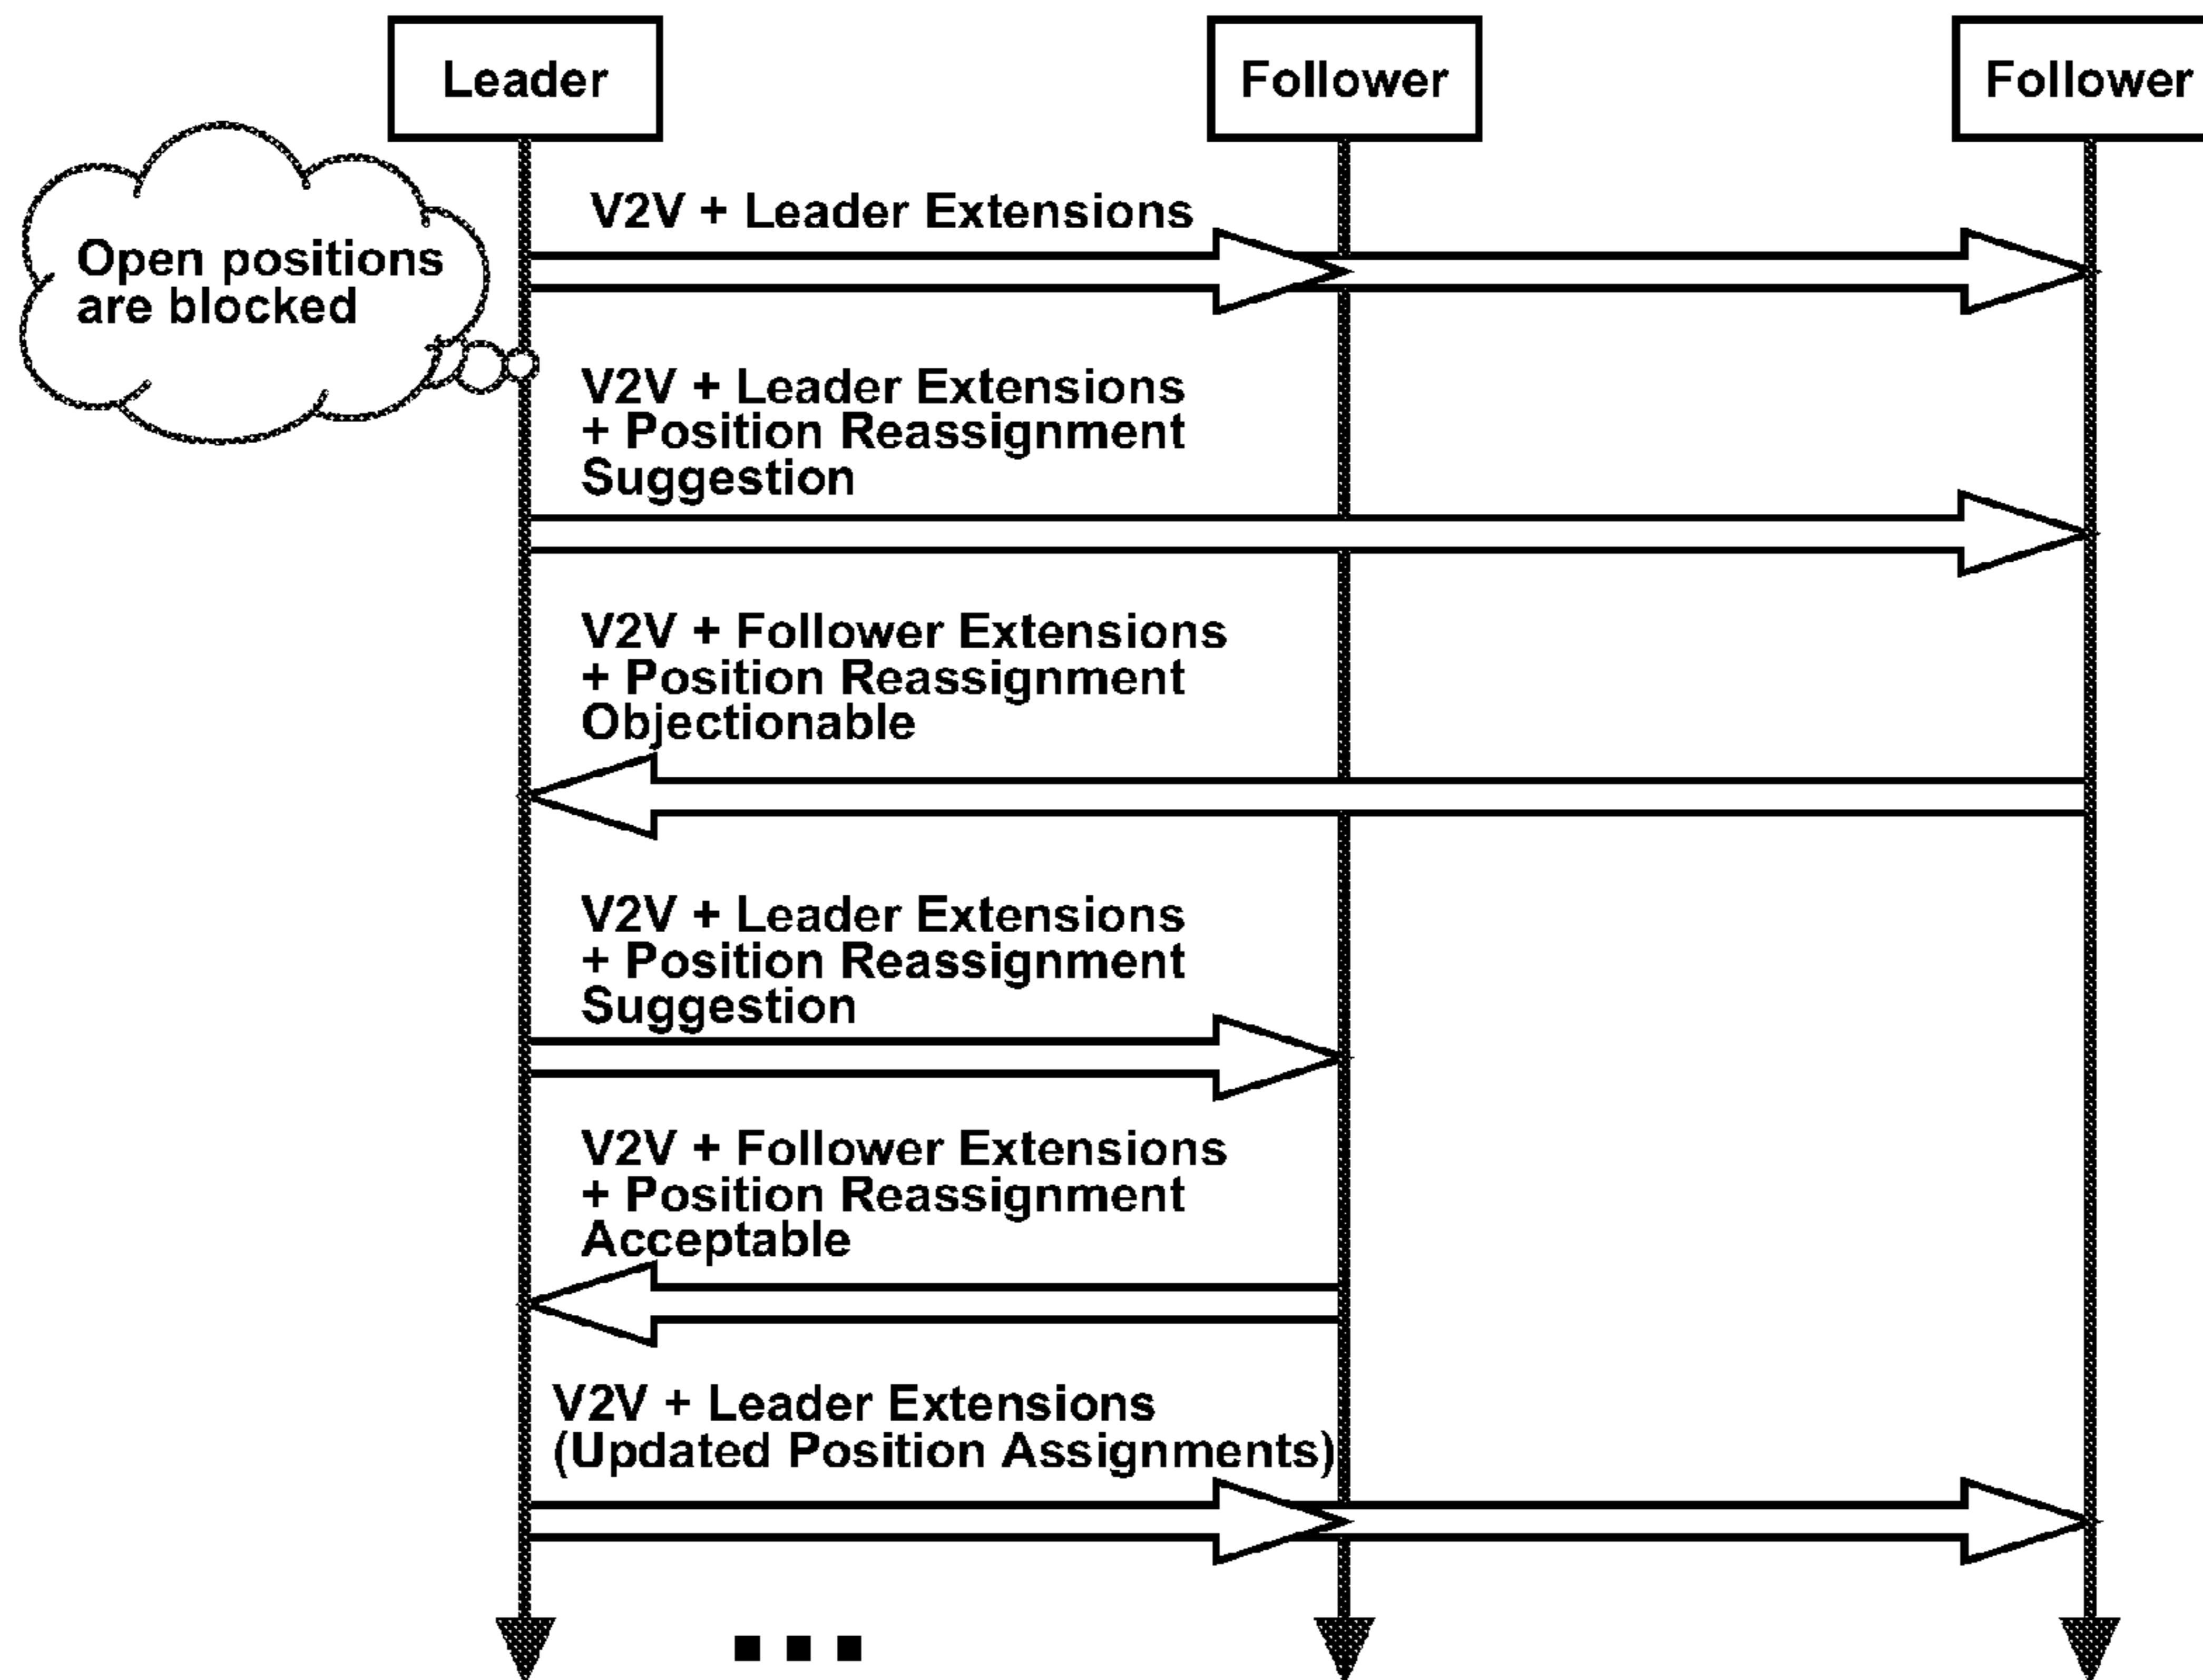 Leader
Follower
Follower
V2V + Leader Extensions
Open positions
are blocked
V2V + Leader Extensions
+ Position Reassignment
Suggestion
V2V + Follower Extensions
+ Position Reassignment
Objectionable
V2V + Leader Extensions
+ Position Reassignment
Suggestion
V2V + Follower Extensions
+ Position Reassignment
Acceptable
V2V + Leader Extensions
(Updated Position Assignments)
...